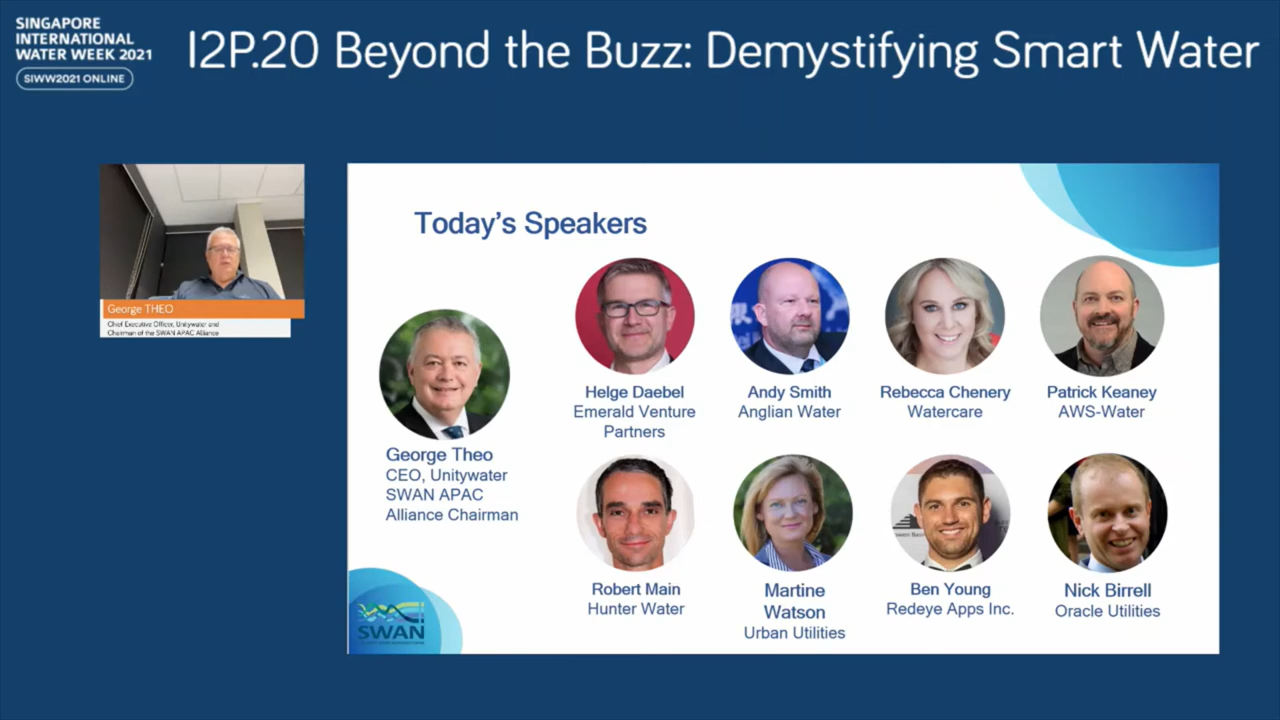 SINGAPORE
INTERNATIONAL
WATER WEEK 2021
SIWW2021 ONLINE
I2P.20 Beyond the Buzz: Demystifying Smart Water
George THEO
Chief Executive Officer, Unitywater and
Chairman of the SWAN APAC Alliance
Today's Speakers
George Theo
CEO, Unitywater
SWAN APAC
Alliance Chairman
Helge Daebel
Emerald Venture
Partners
Andy Smith
Anglian Water
Rebecca Chenery
Watercare
Patrick Keaney
AWS-Water
Robert Main
Hunter Water
Martine
Watson
Urban Utilities
Ben Young
Redeye Apps Inc.
Nick Birrell
Oracle Utilities
SWAN